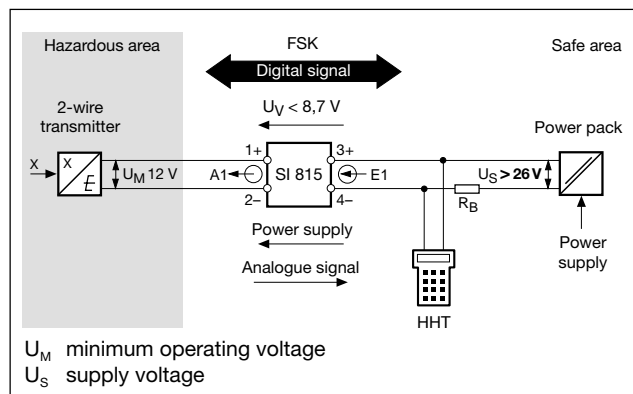 Hazardous area
FSK
Safe area
Digital signal
2-wire
transmitter
U_V < 8,7 V
Power pack
1+
3+
X
X
E
U_M 12 V
A1
SI 815
E1
U_S > 26 V
2–
4–
R_B
Power supply
Power
supply
Analogue signal
HHT
U_M minimum operating voltage
U_S supply voltage